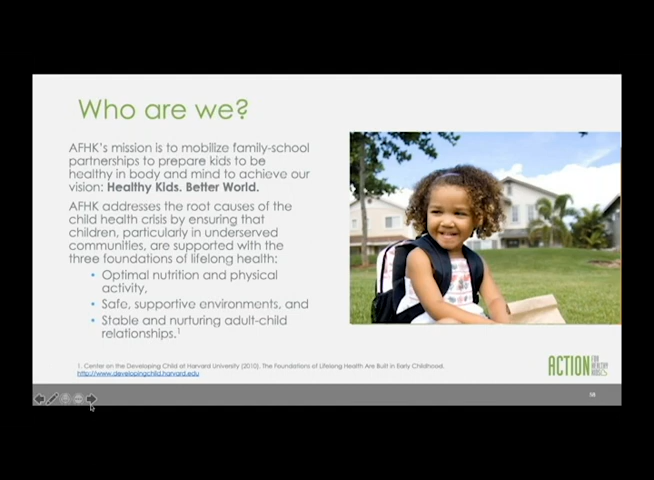 Who are we?
AFHK's mission is to mobilize family-school
partnerships to prepare kids to be
healthy in body and mind to achieve our
vision: Healthy Kids. Better World.
AFHK addresses the root causes of the
child health crisis by ensuring that
children, particularly in underserved
communities, are supported with the
three foundations of lifelong health:
• Optimal nutrition and physical
activity,
• Safe, supportive environments, and
• Stable and nurturing adult-child
relationships.1
1. Center on the Developing Child at Harvard University (2010). The Foundations of Lifelong Health Are Built in Early Childhood.
http://www.developingchild.harvard.edu
ACTION FOR HEALTHY KIDS
58